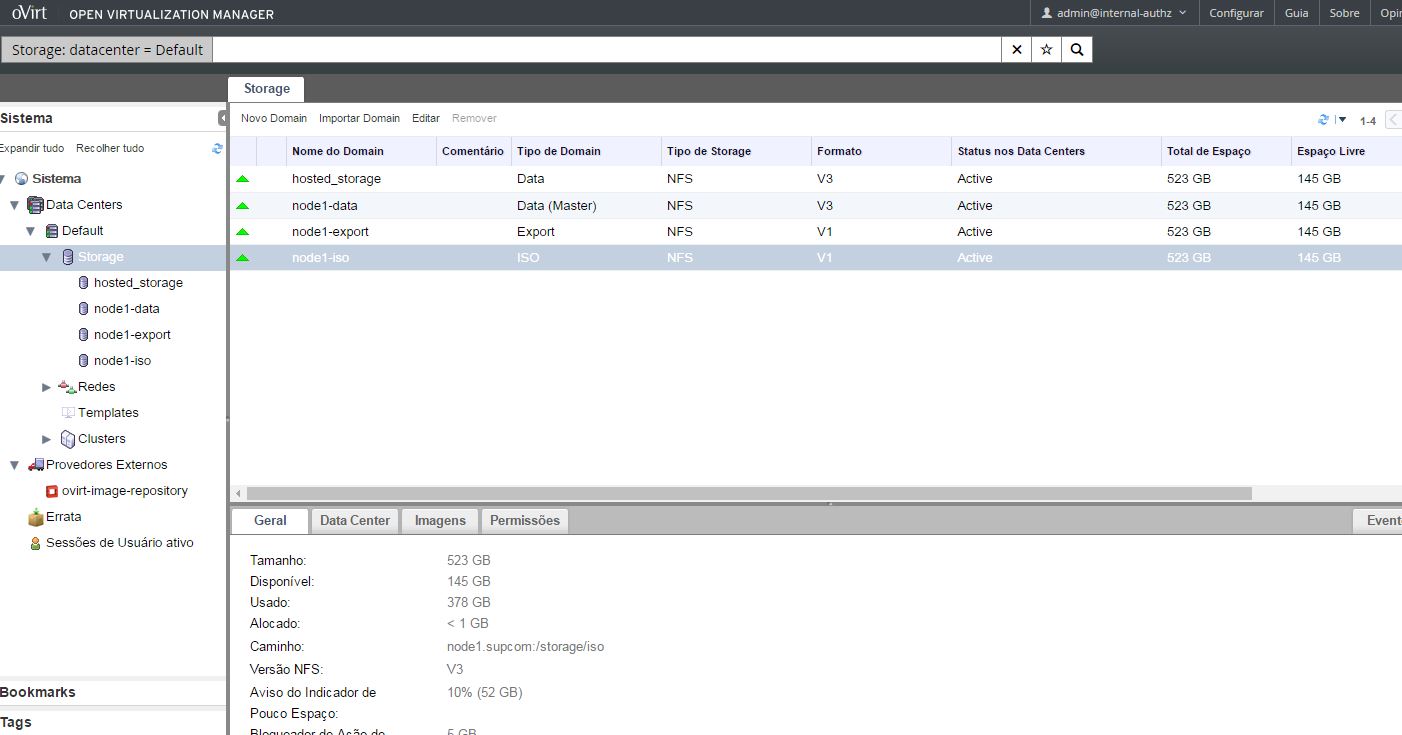 oVirt OPEN VIRTUALIZATION MANAGER admin@internal-authz Configurar Guia Sobre
Storage: datacenter = Default
Storage
Sistema
Novo Domain Importar Domain Editar Remover 1-4
Expandir tudo Recolher tudo
Nome do Domain Comentário Tipo de Domain Tipo de Storage Formato Status nos Data Centers Total de Espaço Espaço Livre
hosted_storage Data NFS V3 Active 523 GB 145 GB
node1-data Data (Master) NFS V3 Active 523 GB 145 GB
node1-export Export NFS V1 Active 523 GB 145 GB
node1-iso ISO NFS V1 Active 523 GB 145 GB
Sistema
Data Centers
Default
Storage
hosted_storage
node1-data
node1-export
node1-iso
Redes
Templates
Clusters
Provedores Externos
ovirt-image-repository
Errata
Sessões de Usuário ativo
Bookmarks
Tags
Geral Data Center Imagens Permissões Event
Tamanho: 523 GB
Disponível: 145 GB
Usado: 378 GB
Alocado: < 1 GB
Caminho: node1.supcom:/storage/iso
Versão NFS: V3
Aviso do Indicador de 10% (52 GB)
Pouco Espaço:
Bloqueador de Ação de 5 GB